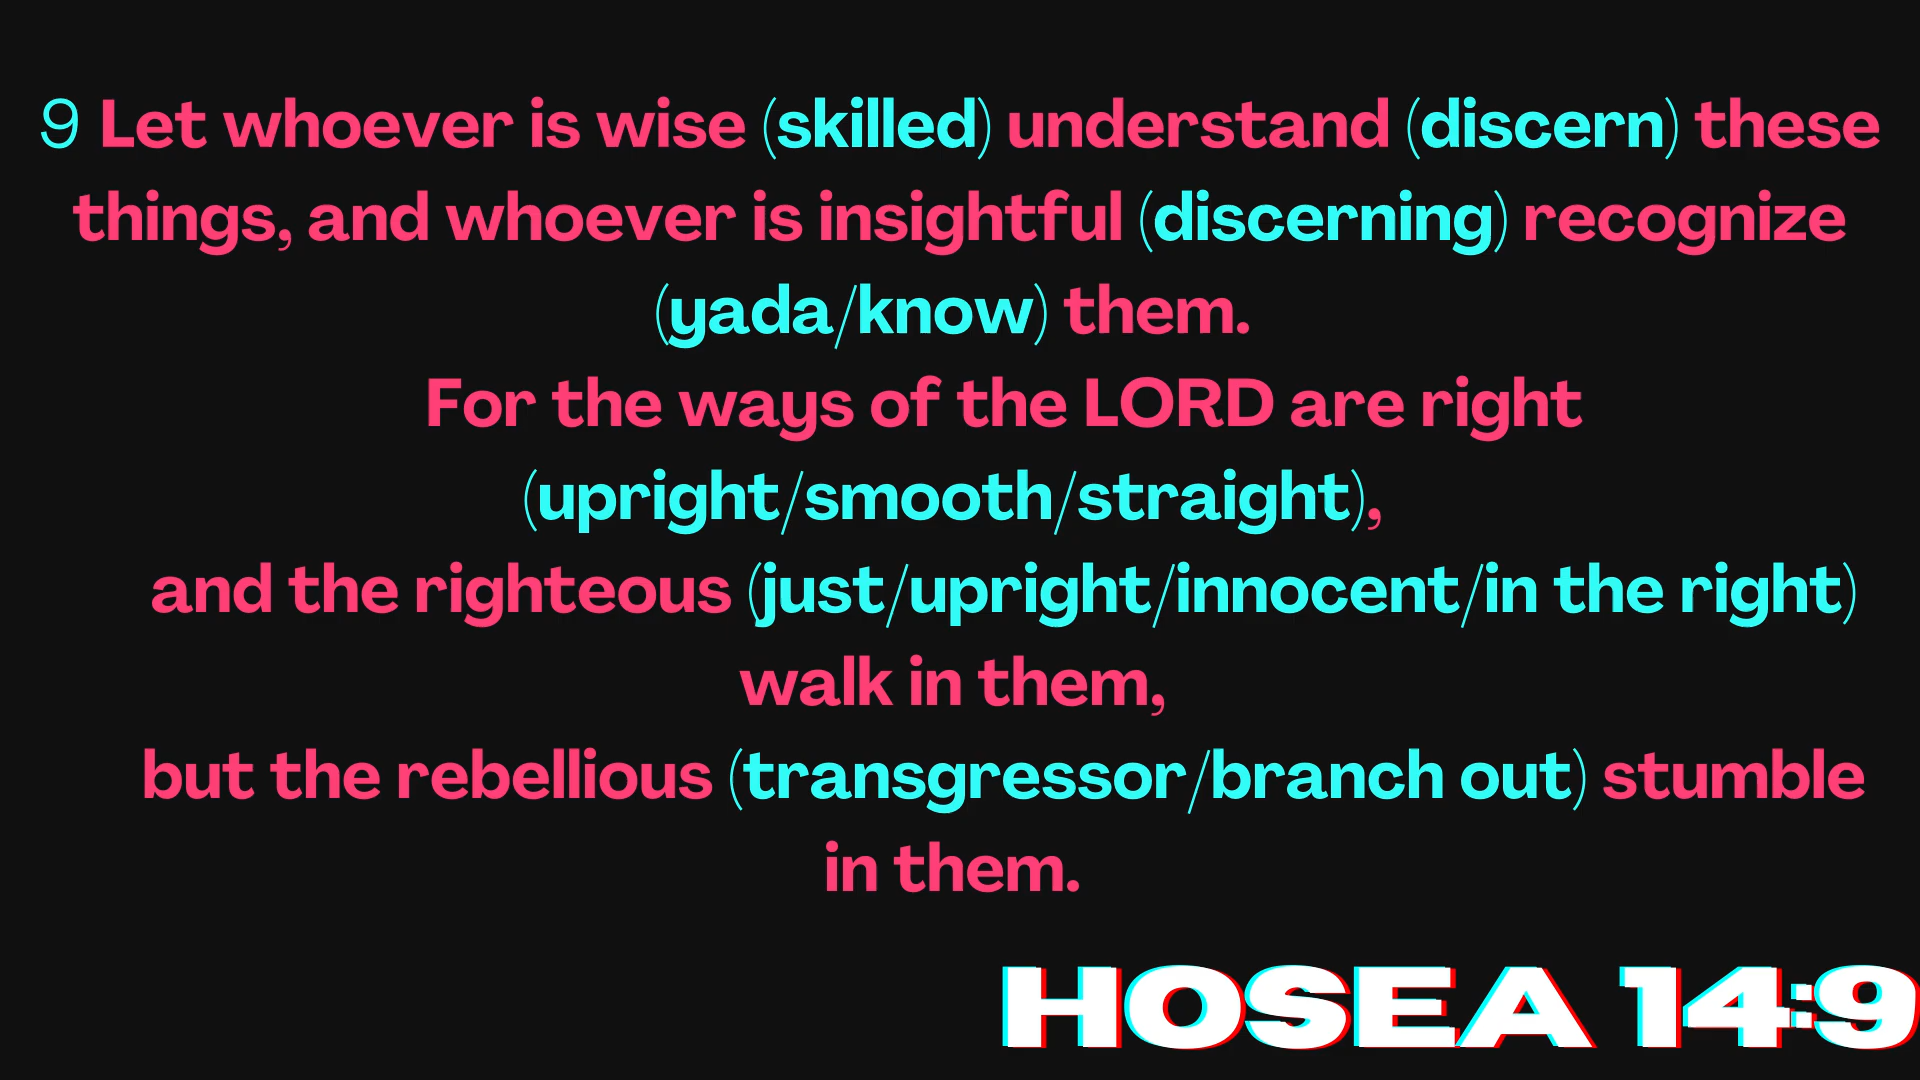 9 Let whoever is wise (skilled) understand (discern) these
things, and whoever is insightful (discerning) recognize
(yada/know) them.
For the ways of the LORD are right
(upright/smooth/straight),
and the righteous (just/upright/innocent/in the right)
walk in them,
but the rebellious (transgressor/branch out) stumble
in them.
HOSEA 14:9